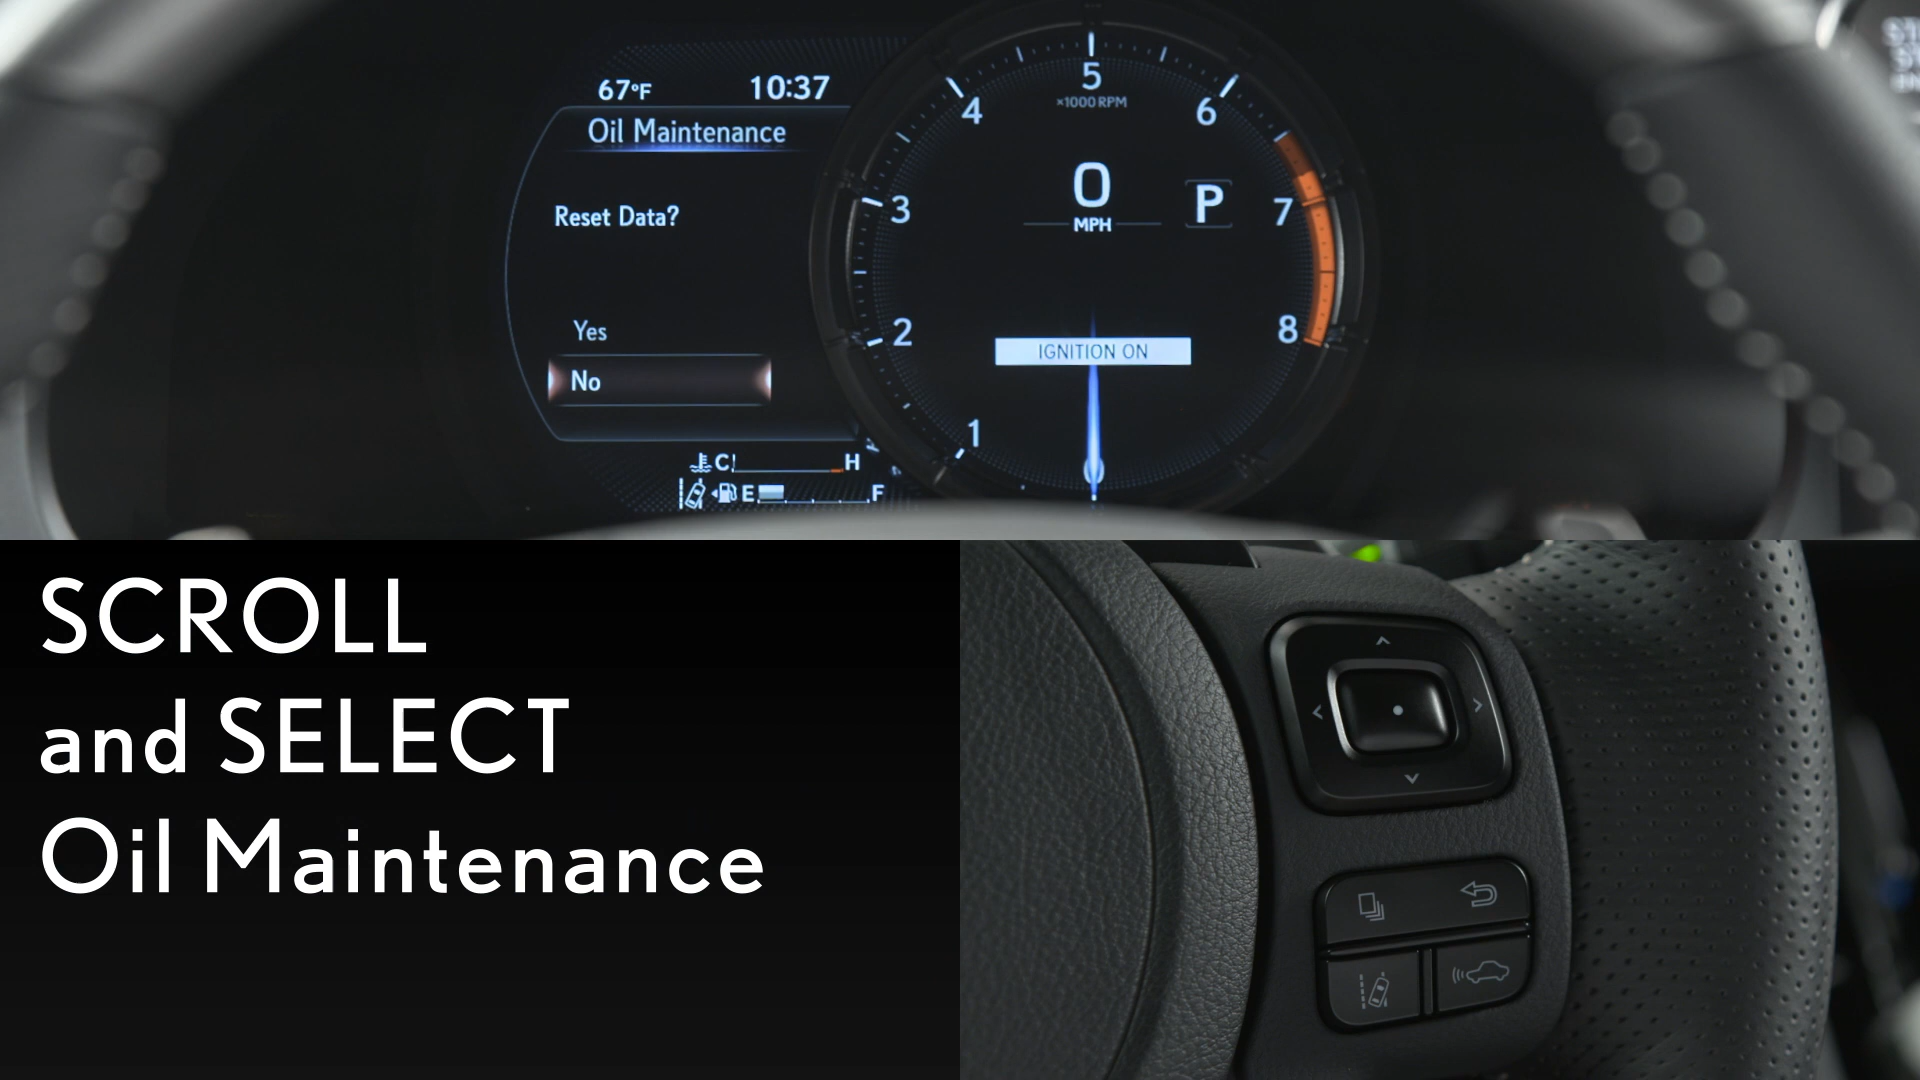 67°F 10:37
Oil Maintenance
Reset Data?
Yes
No
C H
E F
1
2
3
4
5
×1000 RPM
6
7
8
0
MPH
P
IGNITION ON
SCROLL
and SELECT
Oil Maintenance